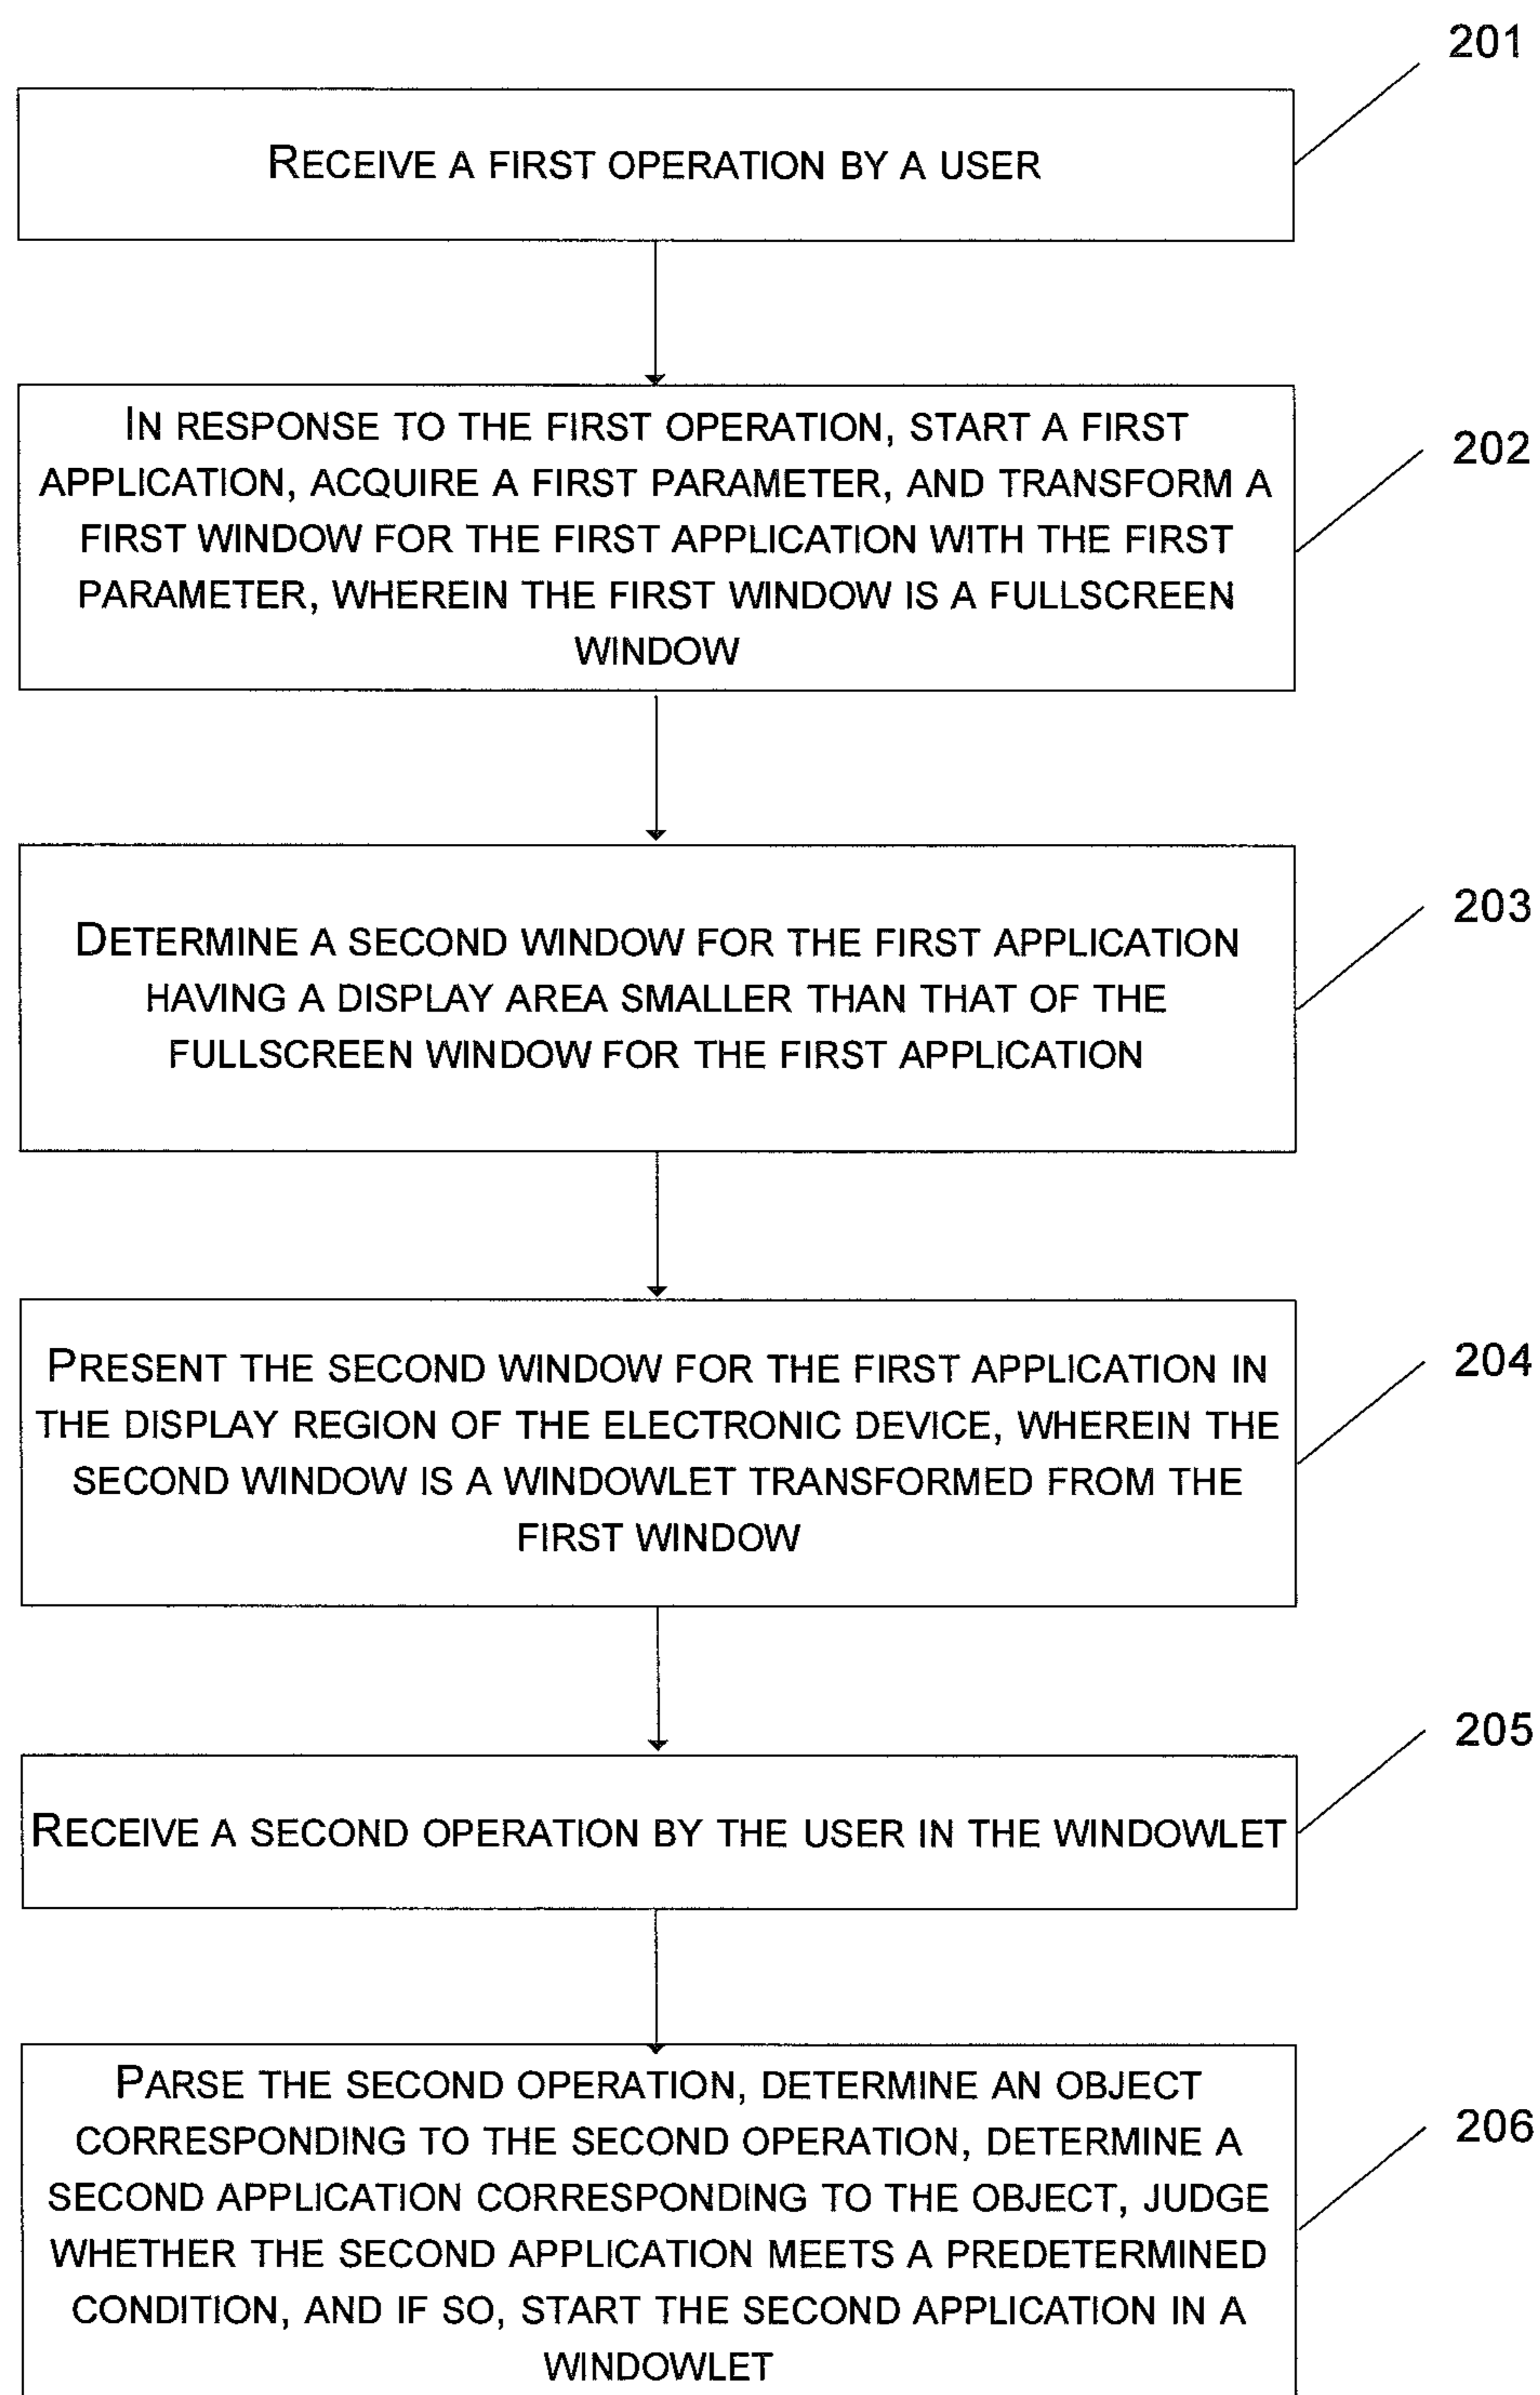 201
RECEIVE A FIRST OPERATION BY A USER
IN RESPONSE TO THE FIRST OPERATION, START A FIRST
APPLICATION, ACQUIRE A FIRST PARAMETER, AND TRANSFORM A
FIRST WINDOW FOR THE FIRST APPLICATION WITH THE FIRST
PARAMETER, WHEREIN THE FIRST WINDOW IS A FULLSCREEN
WINDOW
202
DETERMINE A SECOND WINDOW FOR THE FIRST APPLICATION
HAVING A DISPLAY AREA SMALLER THAN THAT OF THE
FULLSCREEN WINDOW FOR THE FIRST APPLICATION
203
PRESENT THE SECOND WINDOW FOR THE FIRST APPLICATION IN
THE DISPLAY REGION OF THE ELECTRONIC DEVICE, WHEREIN THE
SECOND WINDOW IS A WINDOWLET TRANSFORMED FROM THE
FIRST WINDOW
204
RECEIVE A SECOND OPERATION BY THE USER IN THE WINDOWLET
205
PARSE THE SECOND OPERATION, DETERMINE AN OBJECT
CORRESPONDING TO THE SECOND OPERATION, DETERMINE A
SECOND APPLICATION CORRESPONDING TO THE OBJECT, JUDGE
WHETHER THE SECOND APPLICATION MEETS A PREDETERMINED
CONDITION, AND IF SO, START THE SECOND APPLICATION IN A
WINDOWLET
206